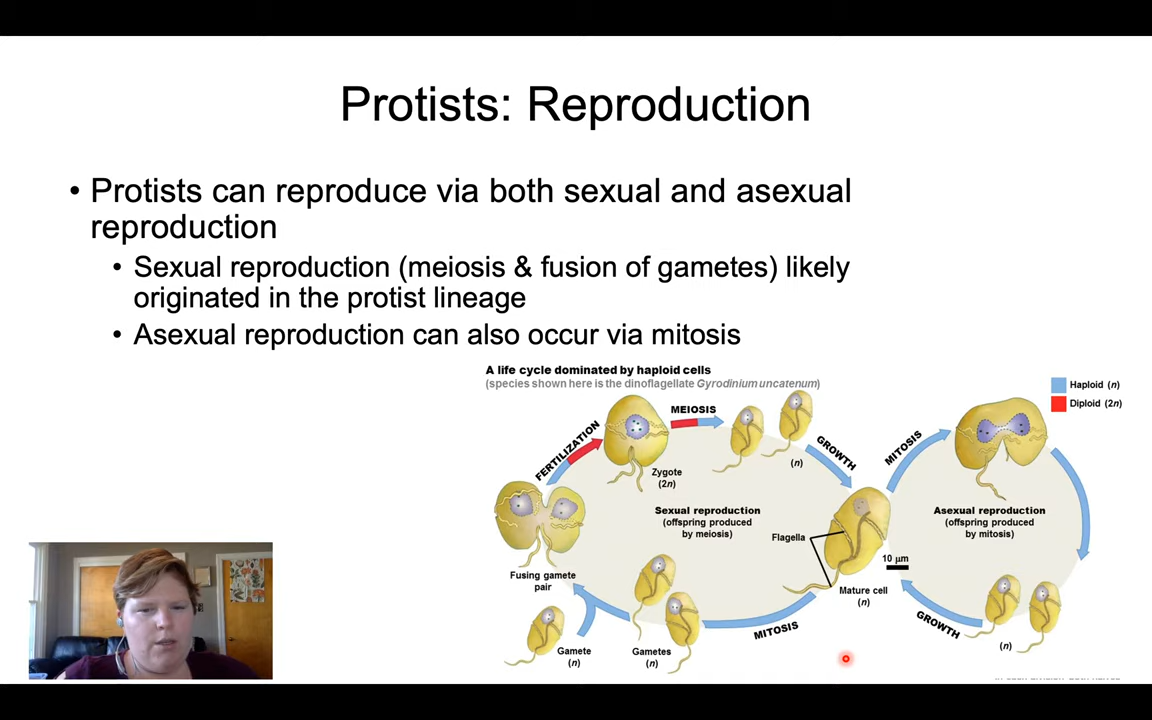 Protists: Reproduction
• Protists can reproduce via both sexual and asexual
reproduction
• Sexual reproduction (meiosis & fusion of gametes) likely
originated in the protist lineage
• Asexual reproduction can also occur via mitosis
A life cycle dominated by haploid cells
(species shown here is the dinoflagellate Gyrodinium uncatenum)
Haploid (n)
Diploid (2n)
FERTILIZATION
MEIOSIS
GROWTH
MITOSIS
Zygote
(2n)
(n)
Sexual reproduction
(offspring produced
by meiosis)
Asexual reproduction
(offspring produced
by mitosis)
Flagella
10 µm
Fusing gamete
pair
Mature cell
(n)
Gamete
(n)
Gametes
(n)
MITOSIS
GROWTH
(n)